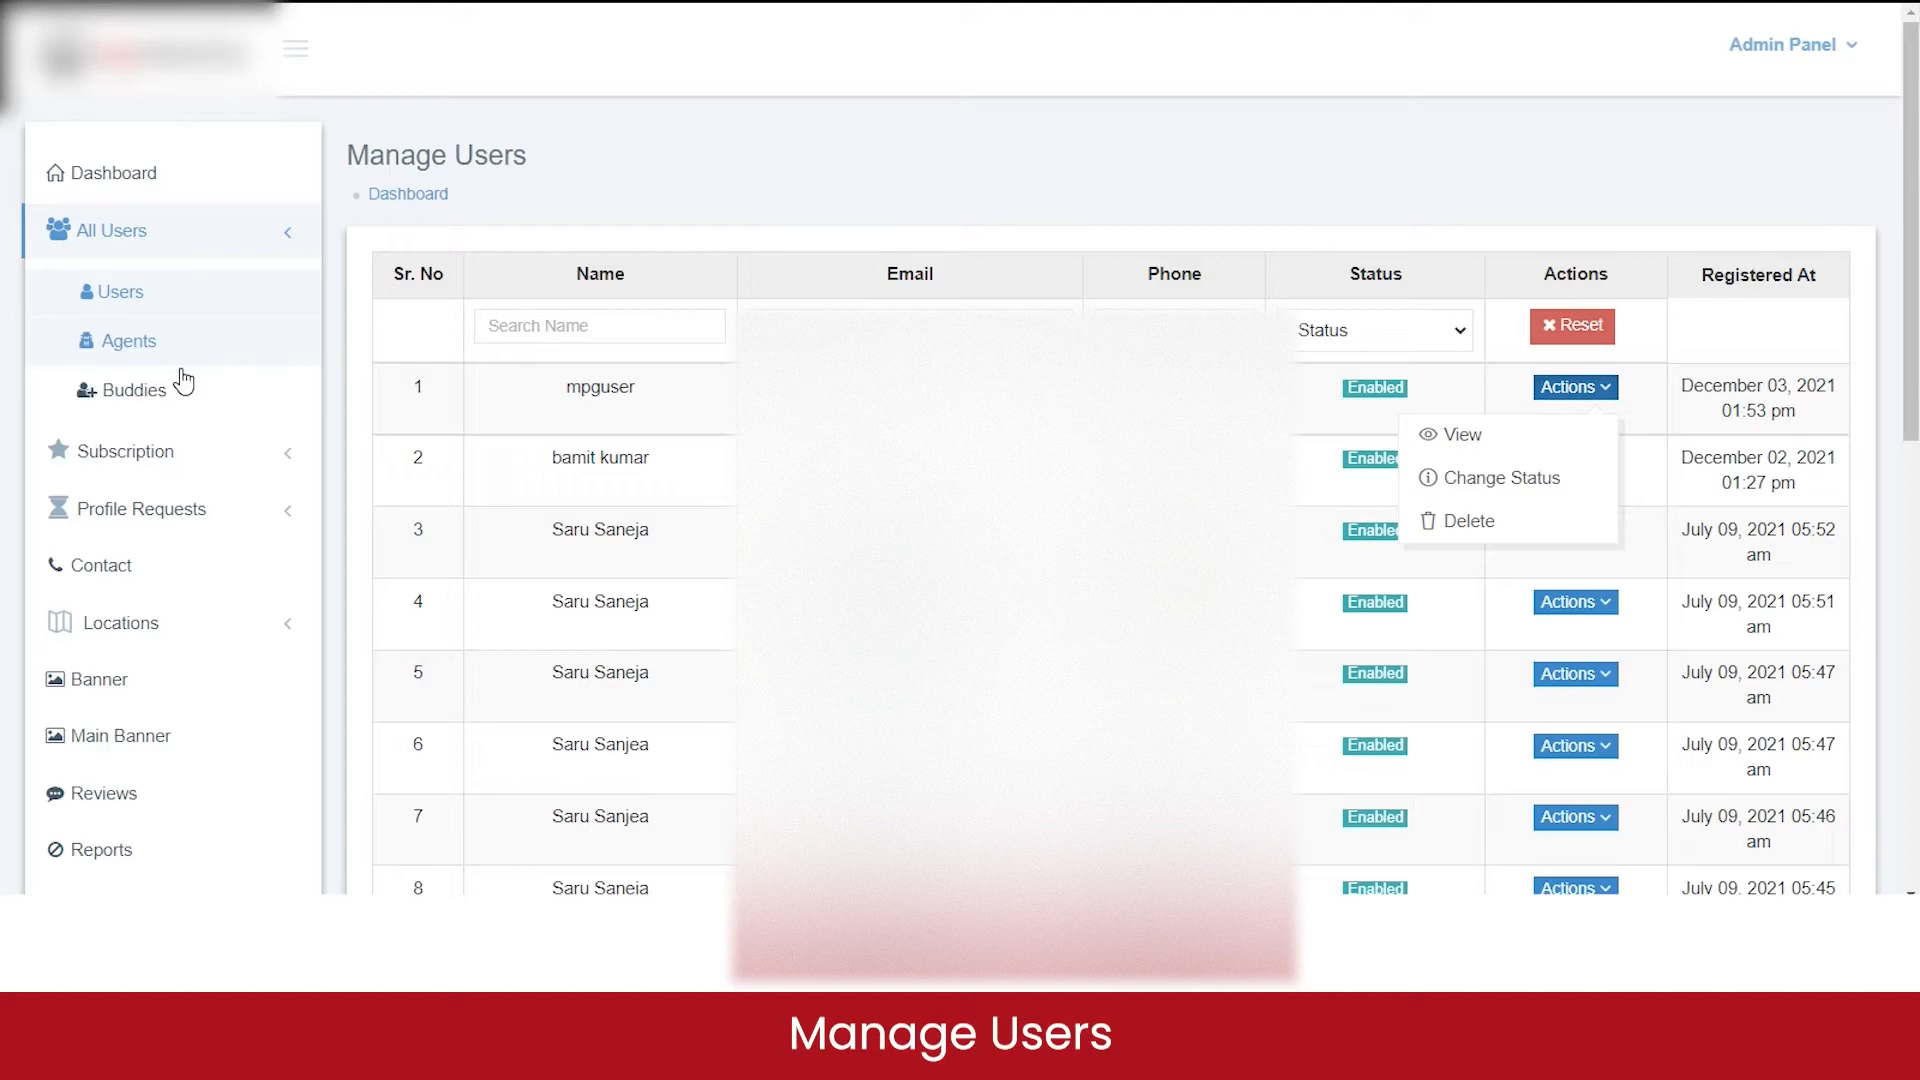 Admin Panel
Dashboard
All Users
Users
Agents
Buddies
Subscription
Profile Requests
Contact
Locations
Banner
Main Banner
Reviews
Reports
Manage Users
Dashboard
Sr. No Name Email Phone Status Actions Registered At
Search Name Status Reset
1 mpguser Enabled Actions December 03, 2021
01:53 pm
View
Change Status
Delete
2 bamit kumar Enabled December 02, 2021
01:27 pm
3 Saru Saneja Enabled July 09, 2021 05:52
am
4 Saru Saneja Enabled Actions July 09, 2021 05:51
am
5 Saru Saneja Enabled Actions July 09, 2021 05:47
am
6 Saru Sanjea Enabled Actions July 09, 2021 05:47
am
7 Saru Sanjea Enabled Actions July 09, 2021 05:46
am
8 Saru Saneja Enabled Actions July 09, 2021 05:45
Manage Users